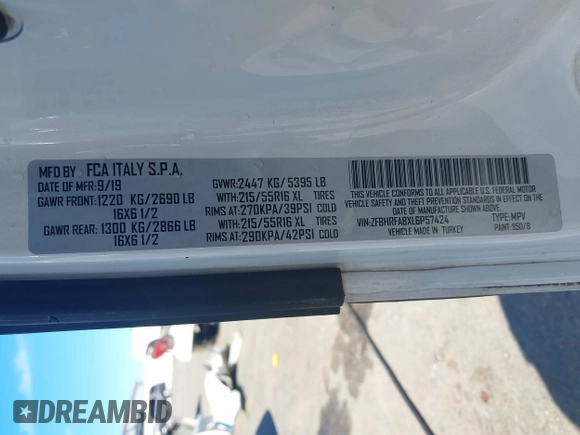 MFD BY FCA ITALY S.P.A.
DATE OF MFR:9/19 GVWR:2447 KG/ 5395 LB
GAWR FRONT:1220 KG/2690 LB WITH:215/55R16 XL TIRES
16X6 1/2 RIMS AT:270KPA/39PSI COLD
GAWR REAR: 1300 KG/2866 LB WITH:215/55R16 XL TIRES
16X6 1/2 RIMS AT:290KPA/42PSI COLD
THIS VEHICLE CONFORMS TO ALL APPLICABLE U.S. FEDERAL MOTOR
VEHICLE SAFETY AND THEFT PREVENTION STANDARDS IN EFFECT ON THE
DATE OF MANUFACTURE SHOWN ABOVE.
VIN:ZFBHRFABXL6P57424 TYPE:MPV
VEHICLE MADE IN: TURKEY PAINT: 950/B
DREAMBID